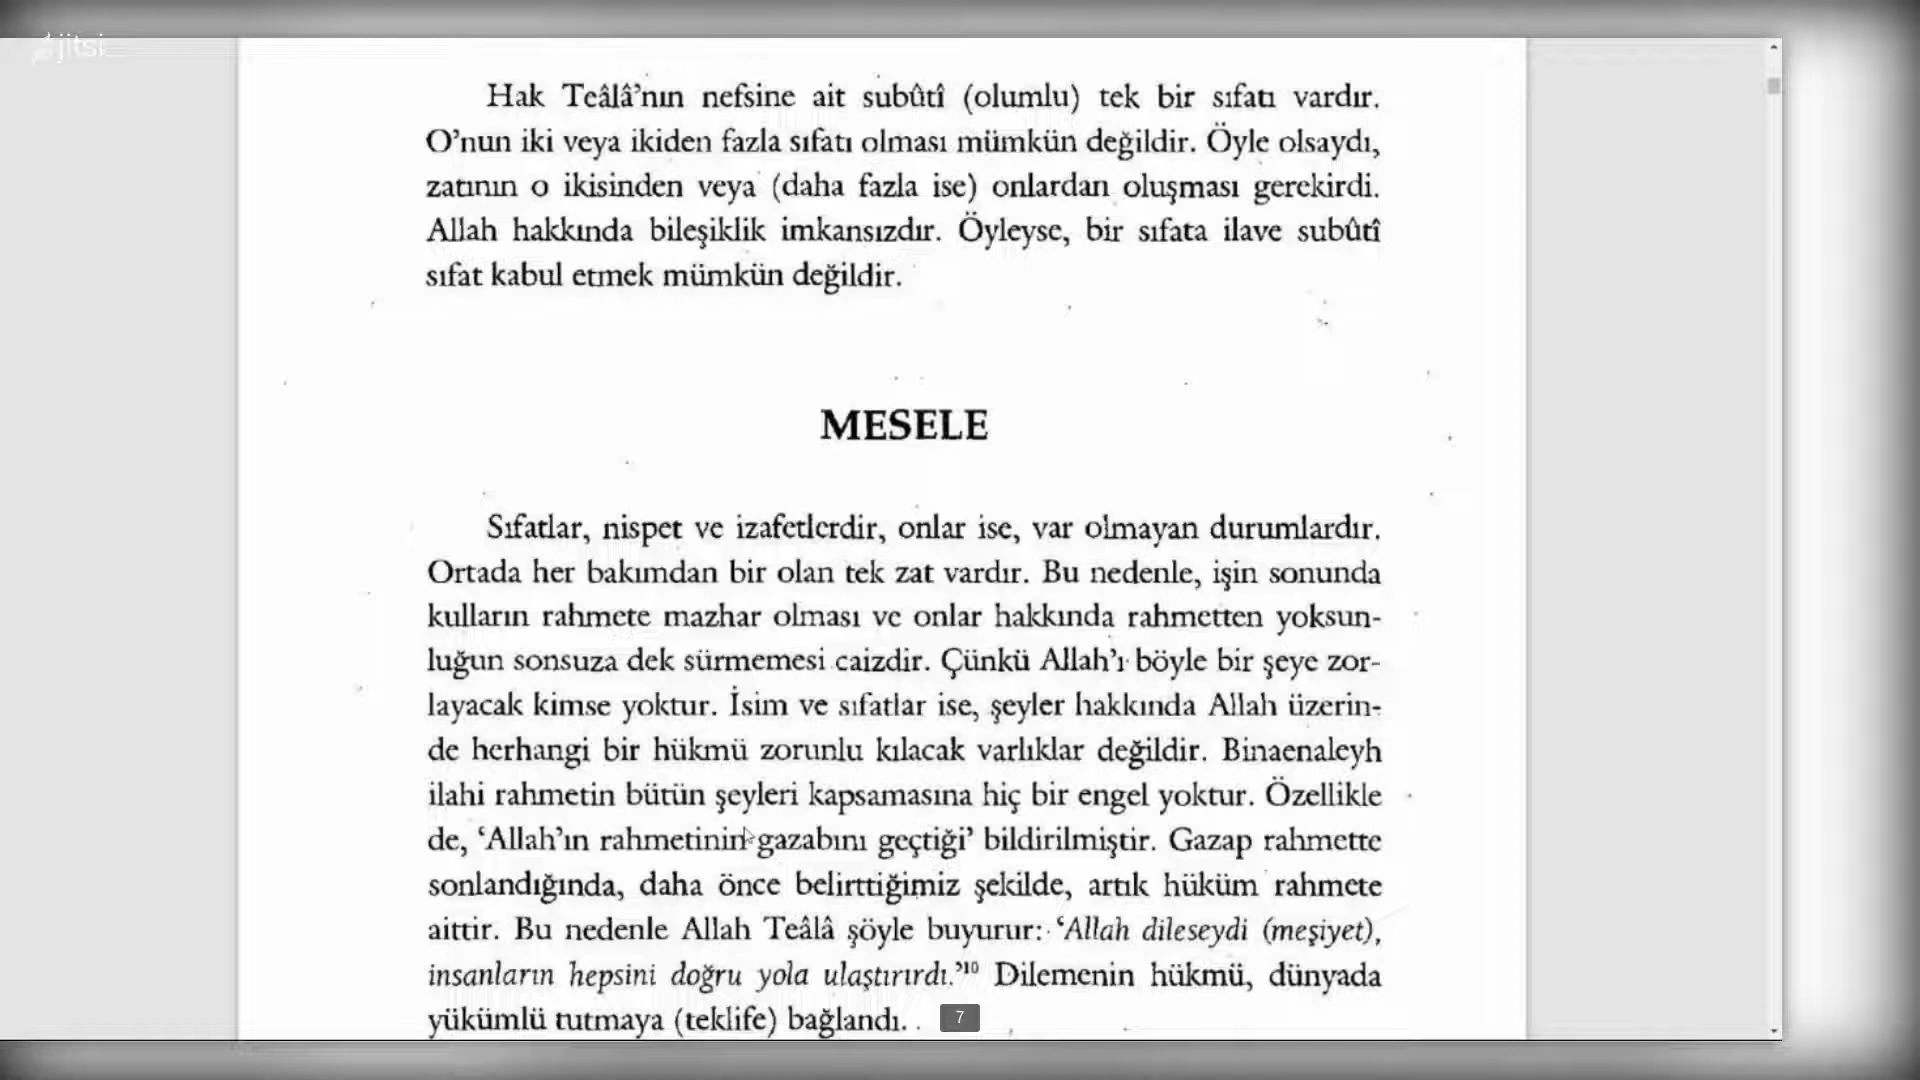 jitsi
Hak Teâlâ’nın nefsine ait subûtî (olumlu) tek bir sıfatı vardır.
O’nun iki veya ikiden fazla sıfatı olması mümkün değildir. Öyle olsaydı,
zatının o ikisinden veya (daha fazla ise) onlardan oluşması gerekirdi.
Allah hakkında bileşiklik imkansızdır. Öyleyse, bir sıfata ilave subûtî
sıfat kabul etmek mümkün değildir.
MESELE
Sıfatlar, nispet ve izafetlerdir, onlar ise, var olmayan durumlardır.
Ortada her bakımdan bir olan tek zat vardır. Bu nedenle, işin sonunda
kulların rahmete mazhar olması ve onlar hakkında rahmetten yoksun-
luğun sonsuza dek sürmemesi caizdir. Çünkü Allah’ı böyle bir şeye zor-
layacak kimse yoktur. İsim ve sıfatlar ise, şeyler hakkında Allah üzerin-
de herhangi bir hükmü zorunlu kılacak varlıklar değildir. Binaenaleyh
ilahi rahmetin bütün şeyleri kapsamasına hiç bir engel yoktur. Özellikle
de, ‘Allah’ın rahmetinin gazabını geçtiği’ bildirilmiştir. Gazap rahmette
sonlandığında, daha önce belirttiğimiz şekilde, artık hüküm rahmete
aittir. Bu nedenle Allah Teâlâ şöyle buyurur: ‘Allah dileseydi (meşiyet),
insanların hepsini doğru yola ulaştırırdı.’¹⁰ Dilemenin hükmü, dünyada
yükümlü tutmaya (teklife) bağlandı.
7